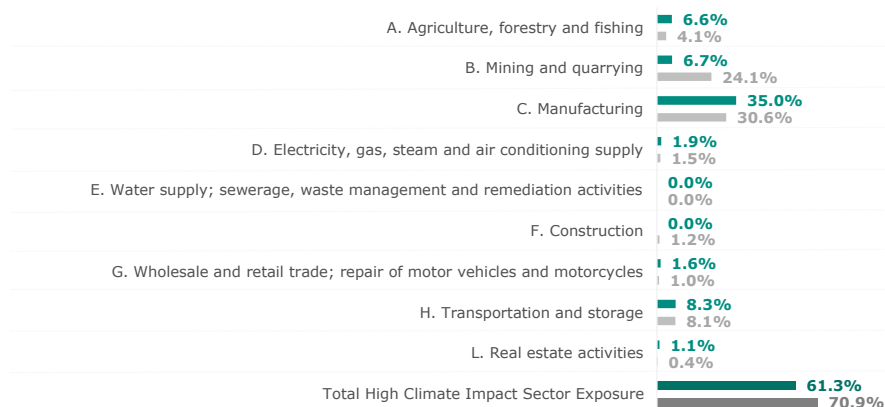 A. Agriculture, forestry and fishing
6.6%
4.1%
B. Mining and quarrying
6.7%
24.1%
C. Manufacturing
35.0%
30.6%
D. Electricity, gas, steam and air conditioning supply
1.9%
1.5%
E. Water supply; sewerage, waste management and remediation activities
0.0%
0.0%
F. Construction
0.0%
1.2%
G. Wholesale and retail trade; repair of motor vehicles and motorcycles
1.6%
1.0%
H. Transportation and storage
8.3%
8.1%
L. Real estate activities
1.1%
0.4%
Total High Climate Impact Sector Exposure
61.3%
70.9%